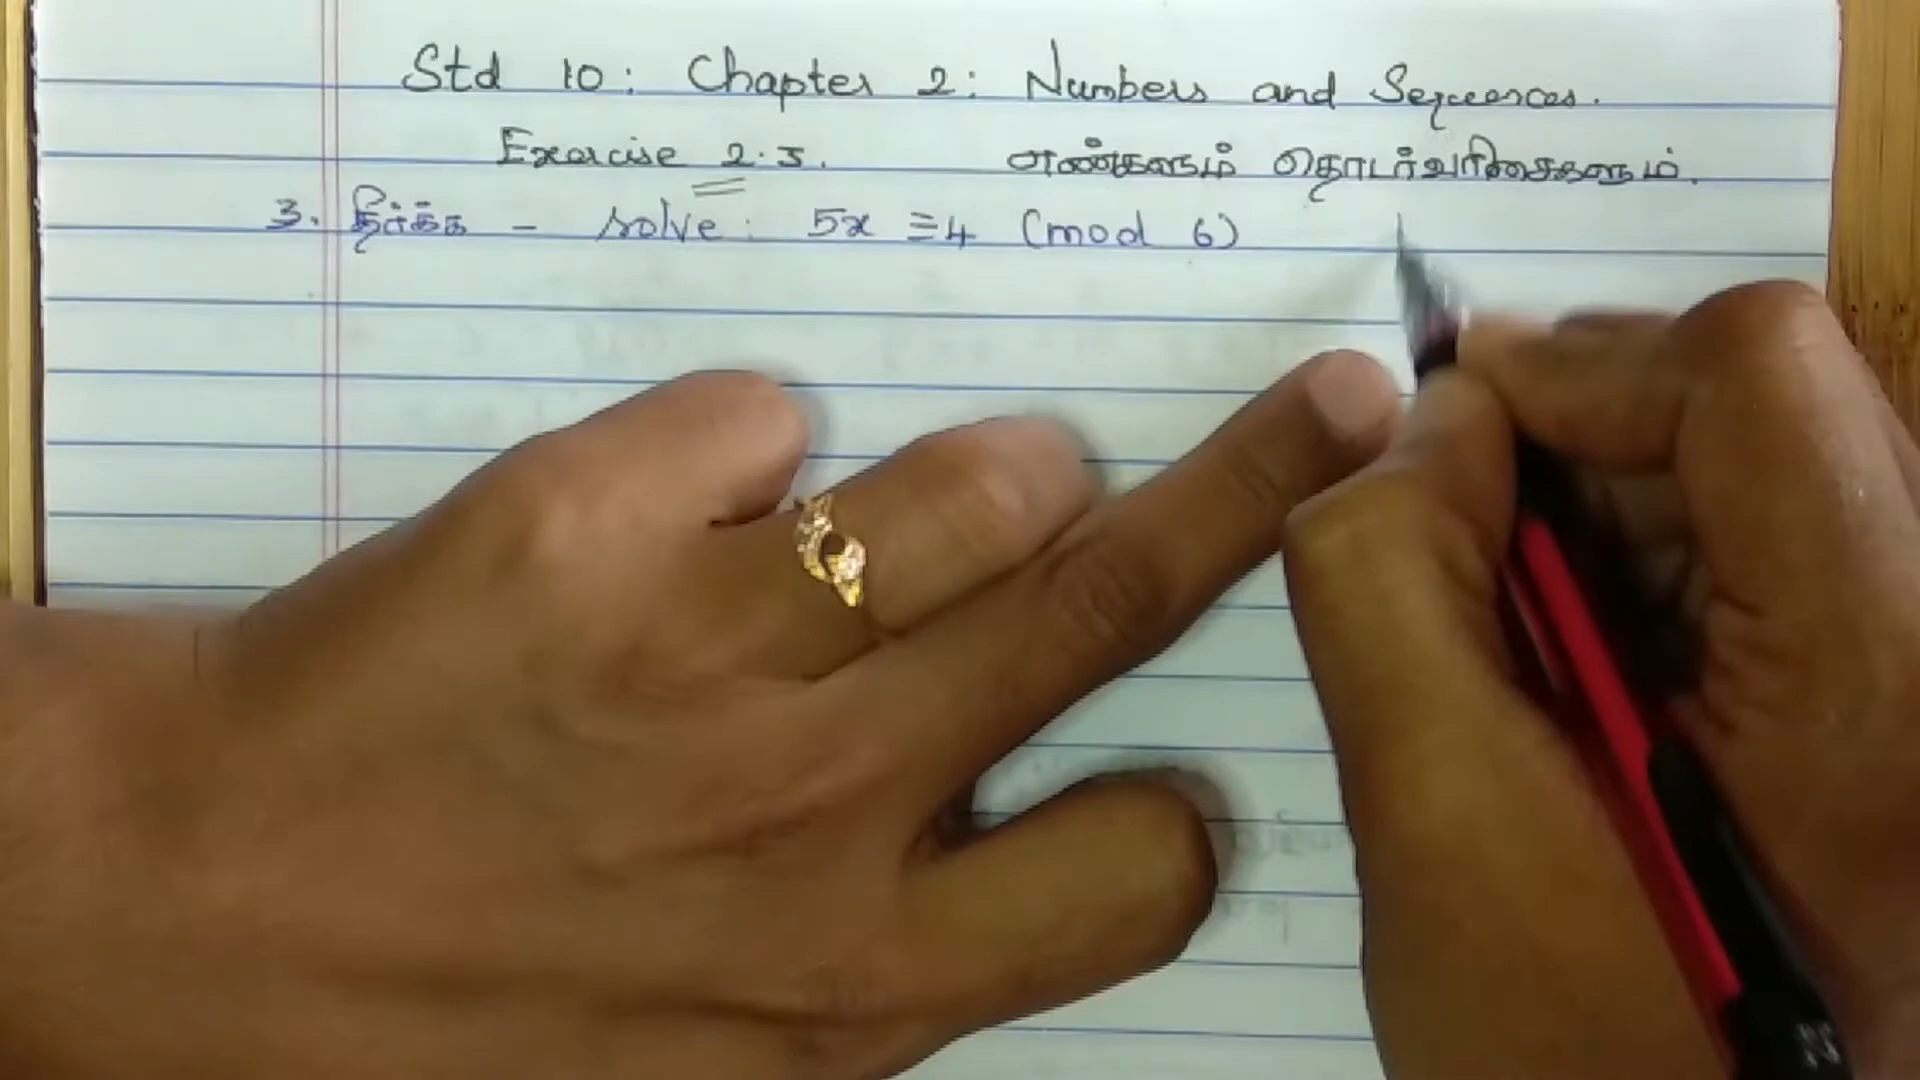 Std 10: Chapter 2: Numbers and Sequences.
Exercise 2.3. எண்களும் தொடர்வரிசைகளும்.
3. தீர்க்க - solve: 5x ≡ 4 (mod 6)